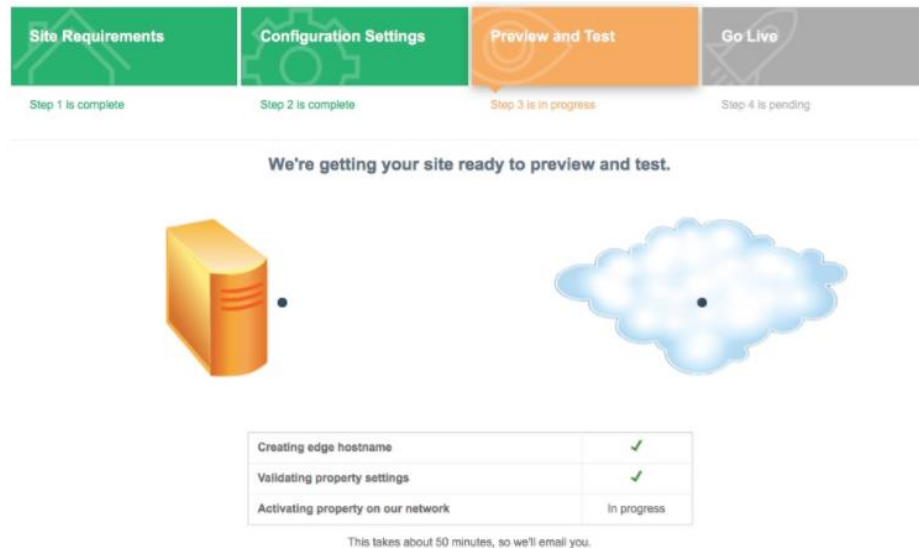 Site Requirements
Configuration Settings
Preview and Test
Go Live
Step 1 is complete
Step 2 is complete
Step 3 is in progress
Step 4 is pending
We're getting your site ready to preview and test.
Creating edge hostname
Validating property settings
Activating property on our network In progress
This takes about 50 minutes, so we'll email you.